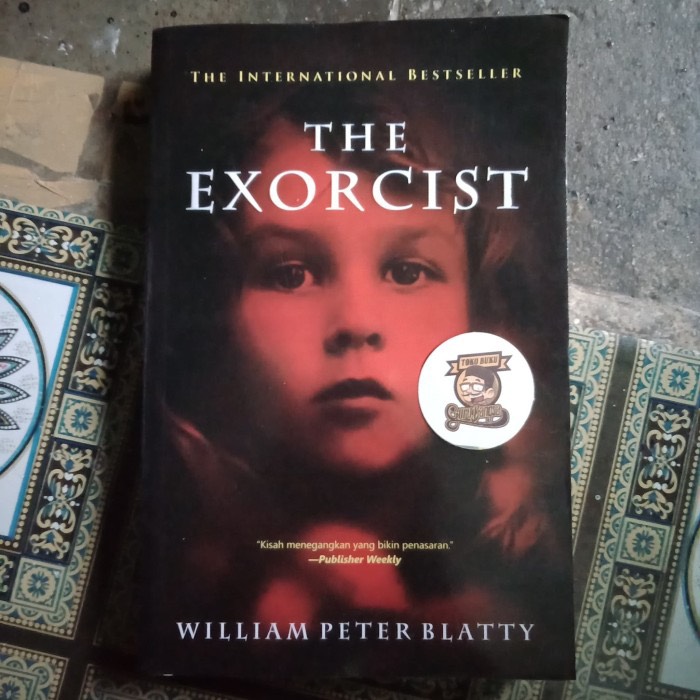 THE INTERNATIONAL BESTSELLER
THE
EXORCIST
TOKO BUKU
"Kisah menegangkan yang bikin penasaran."
—Publisher Weekly
WILLIAM PETER BLATTY